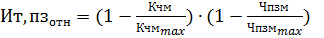 Ит,пз_отн = (1 − Кчм/Кчм_max) · (1 − Чпзм/Чпзм_max)